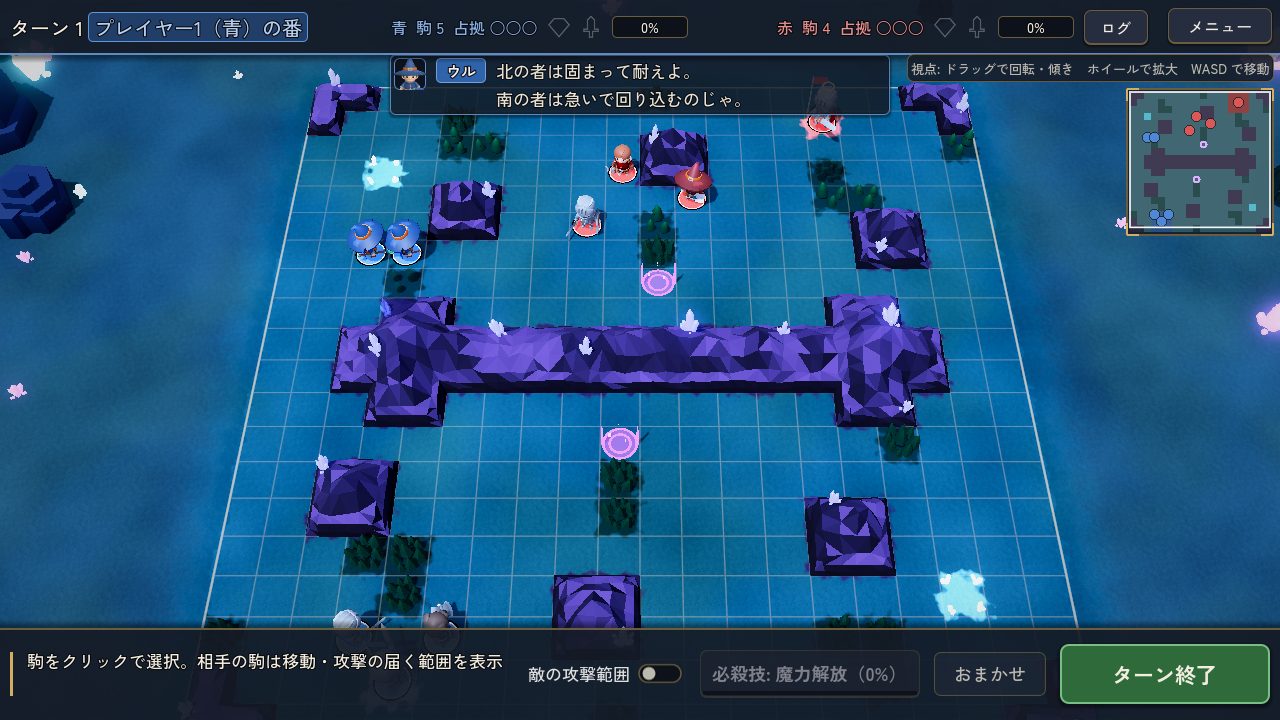 ターン 1 プレイヤー1（青）の番 青 駒 5 占拠 〇〇〇 0% 赤 駒 4 占拠 〇〇〇 0% ログ メニュー
ウル 北の者は固まって耐えよ。
南の者は急いで回り込むのじゃ。
視点: ドラッグで回転・傾き ホイールで拡大 WASD で移動
駒をクリックで選択。相手の駒は移動・攻撃の届く範囲を表示
敵の攻撃範囲 必殺技: 魔力解放（0%） おまかせ ターン終了